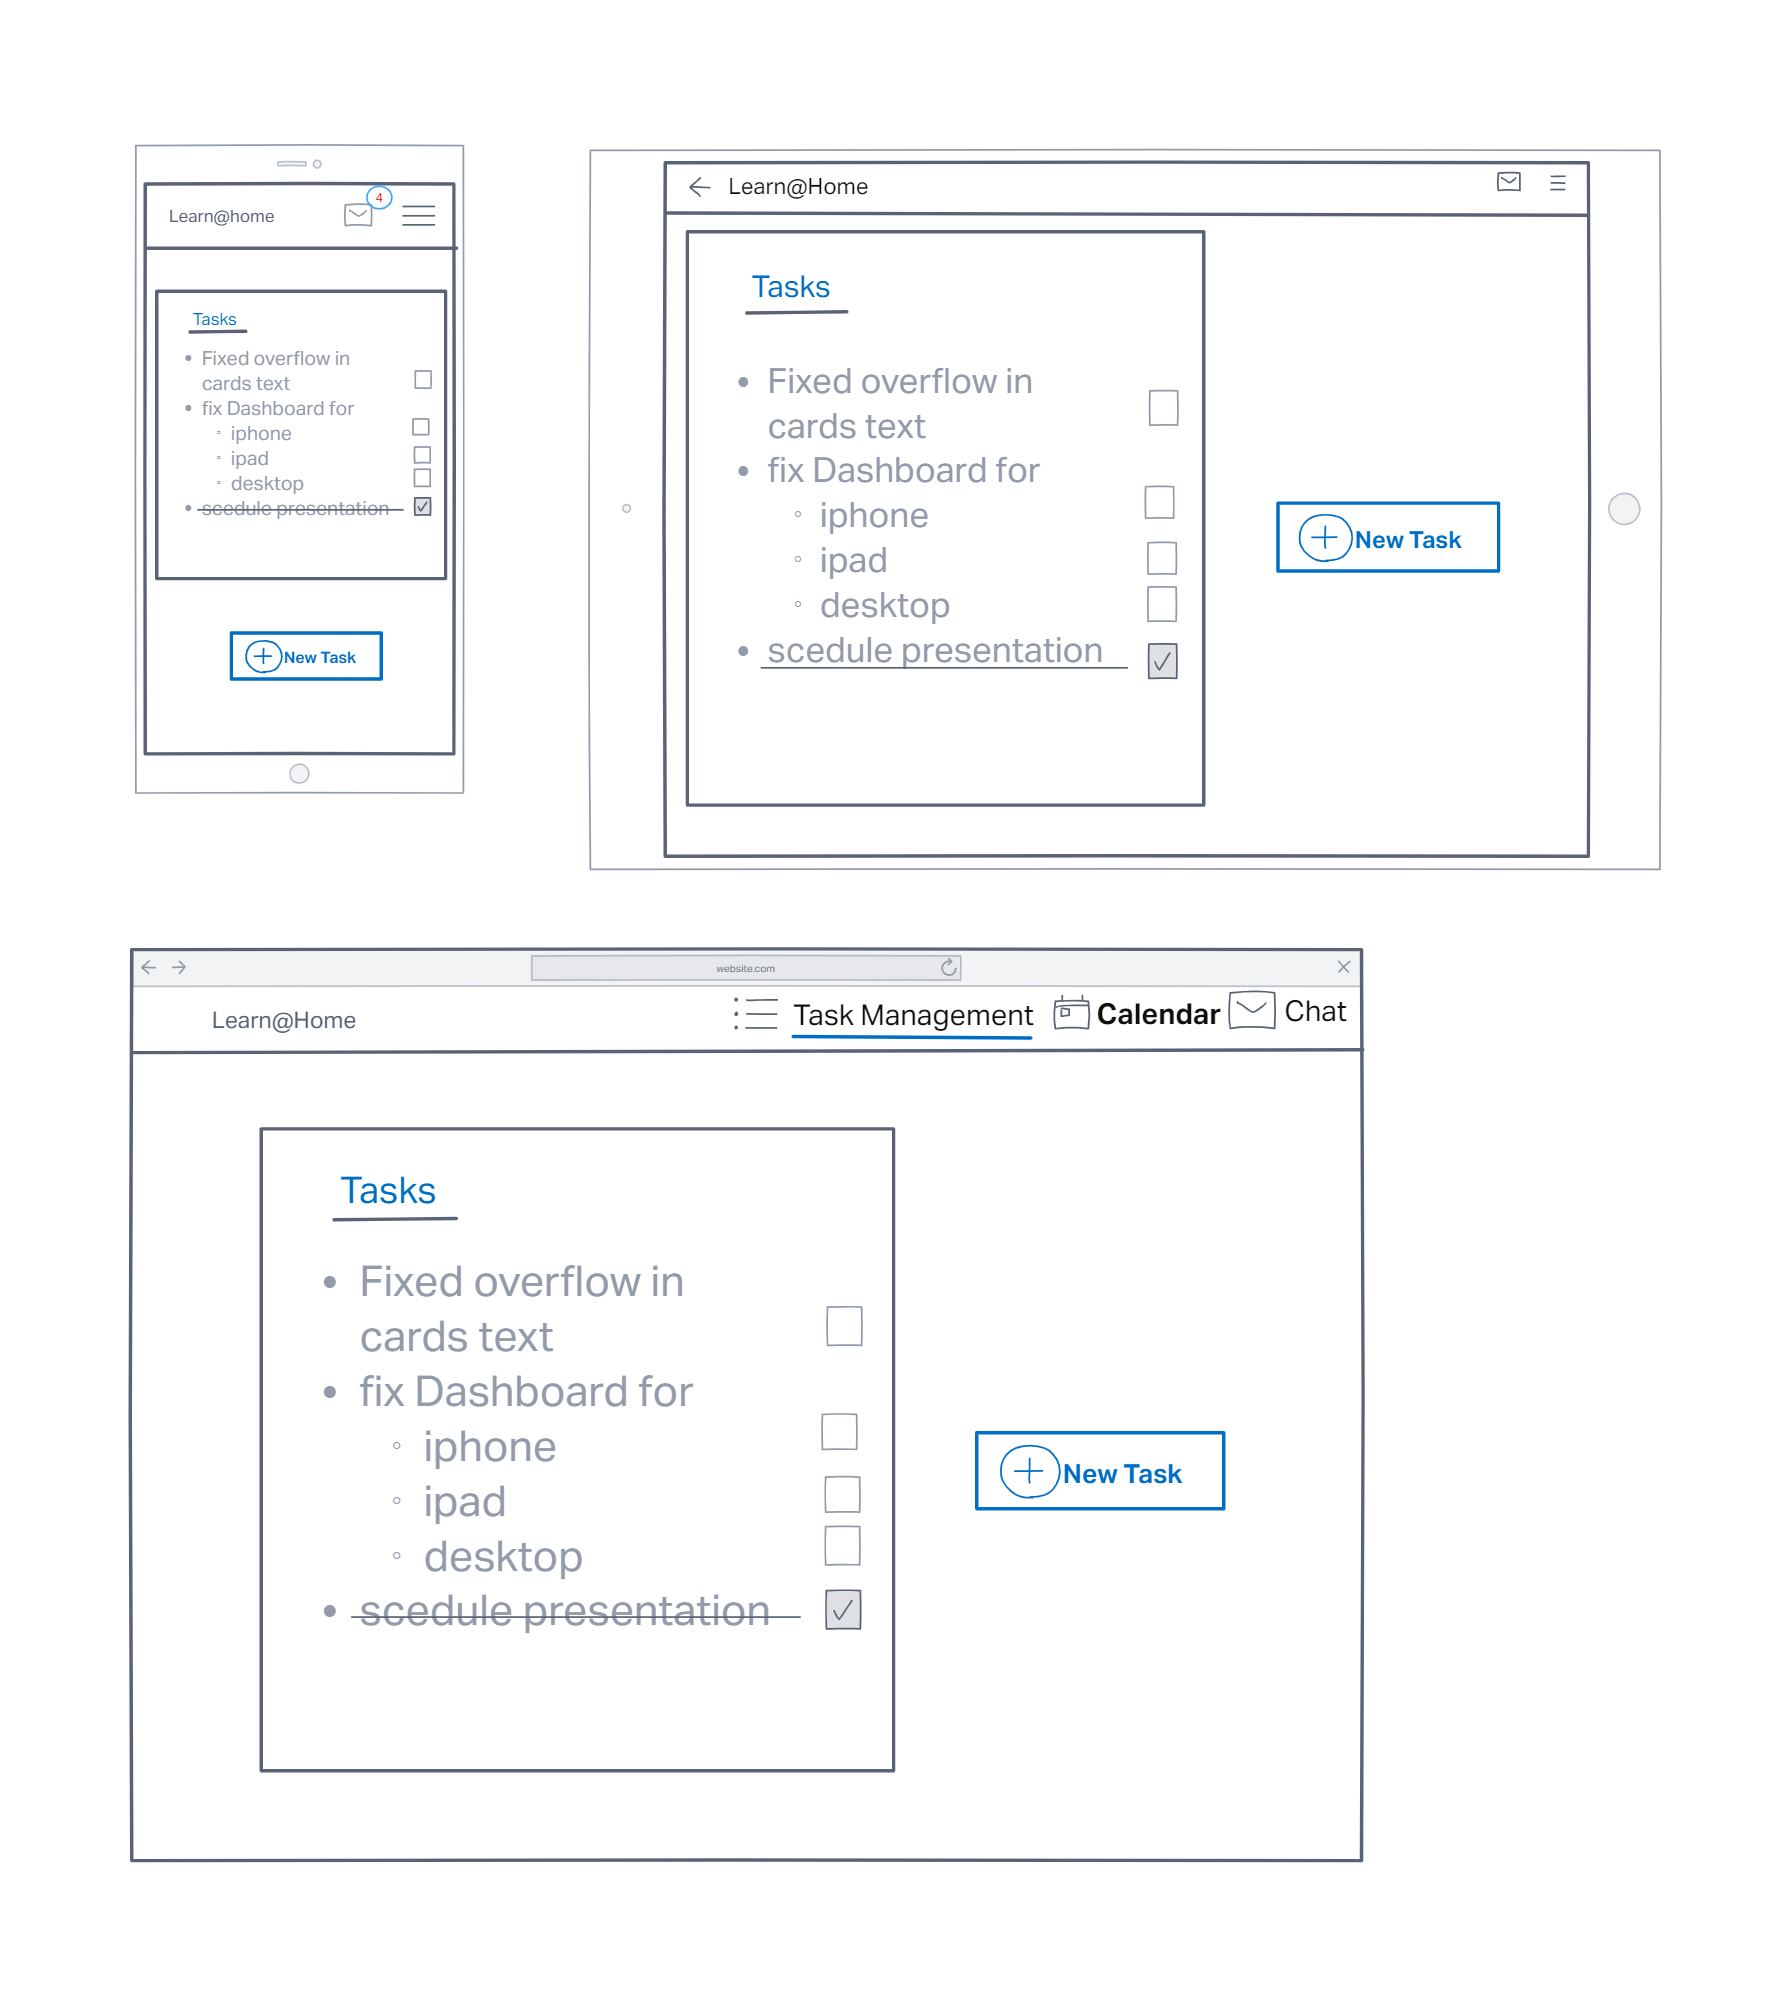 Learn@home
4
Tasks
• Fixed overflow in
cards text
• fix Dashboard for
◦ iphone
◦ ipad
◦ desktop
• scedule presentation
New Task
Learn@Home
Tasks
• Fixed overflow in
cards text
• fix Dashboard for
◦ iphone
◦ ipad
◦ desktop
• scedule presentation
New Task
website.com
Learn@Home
Task Management
Calendar
Chat
Tasks
• Fixed overflow in
cards text
• fix Dashboard for
◦ iphone
◦ ipad
◦ desktop
• scedule presentation
New Task